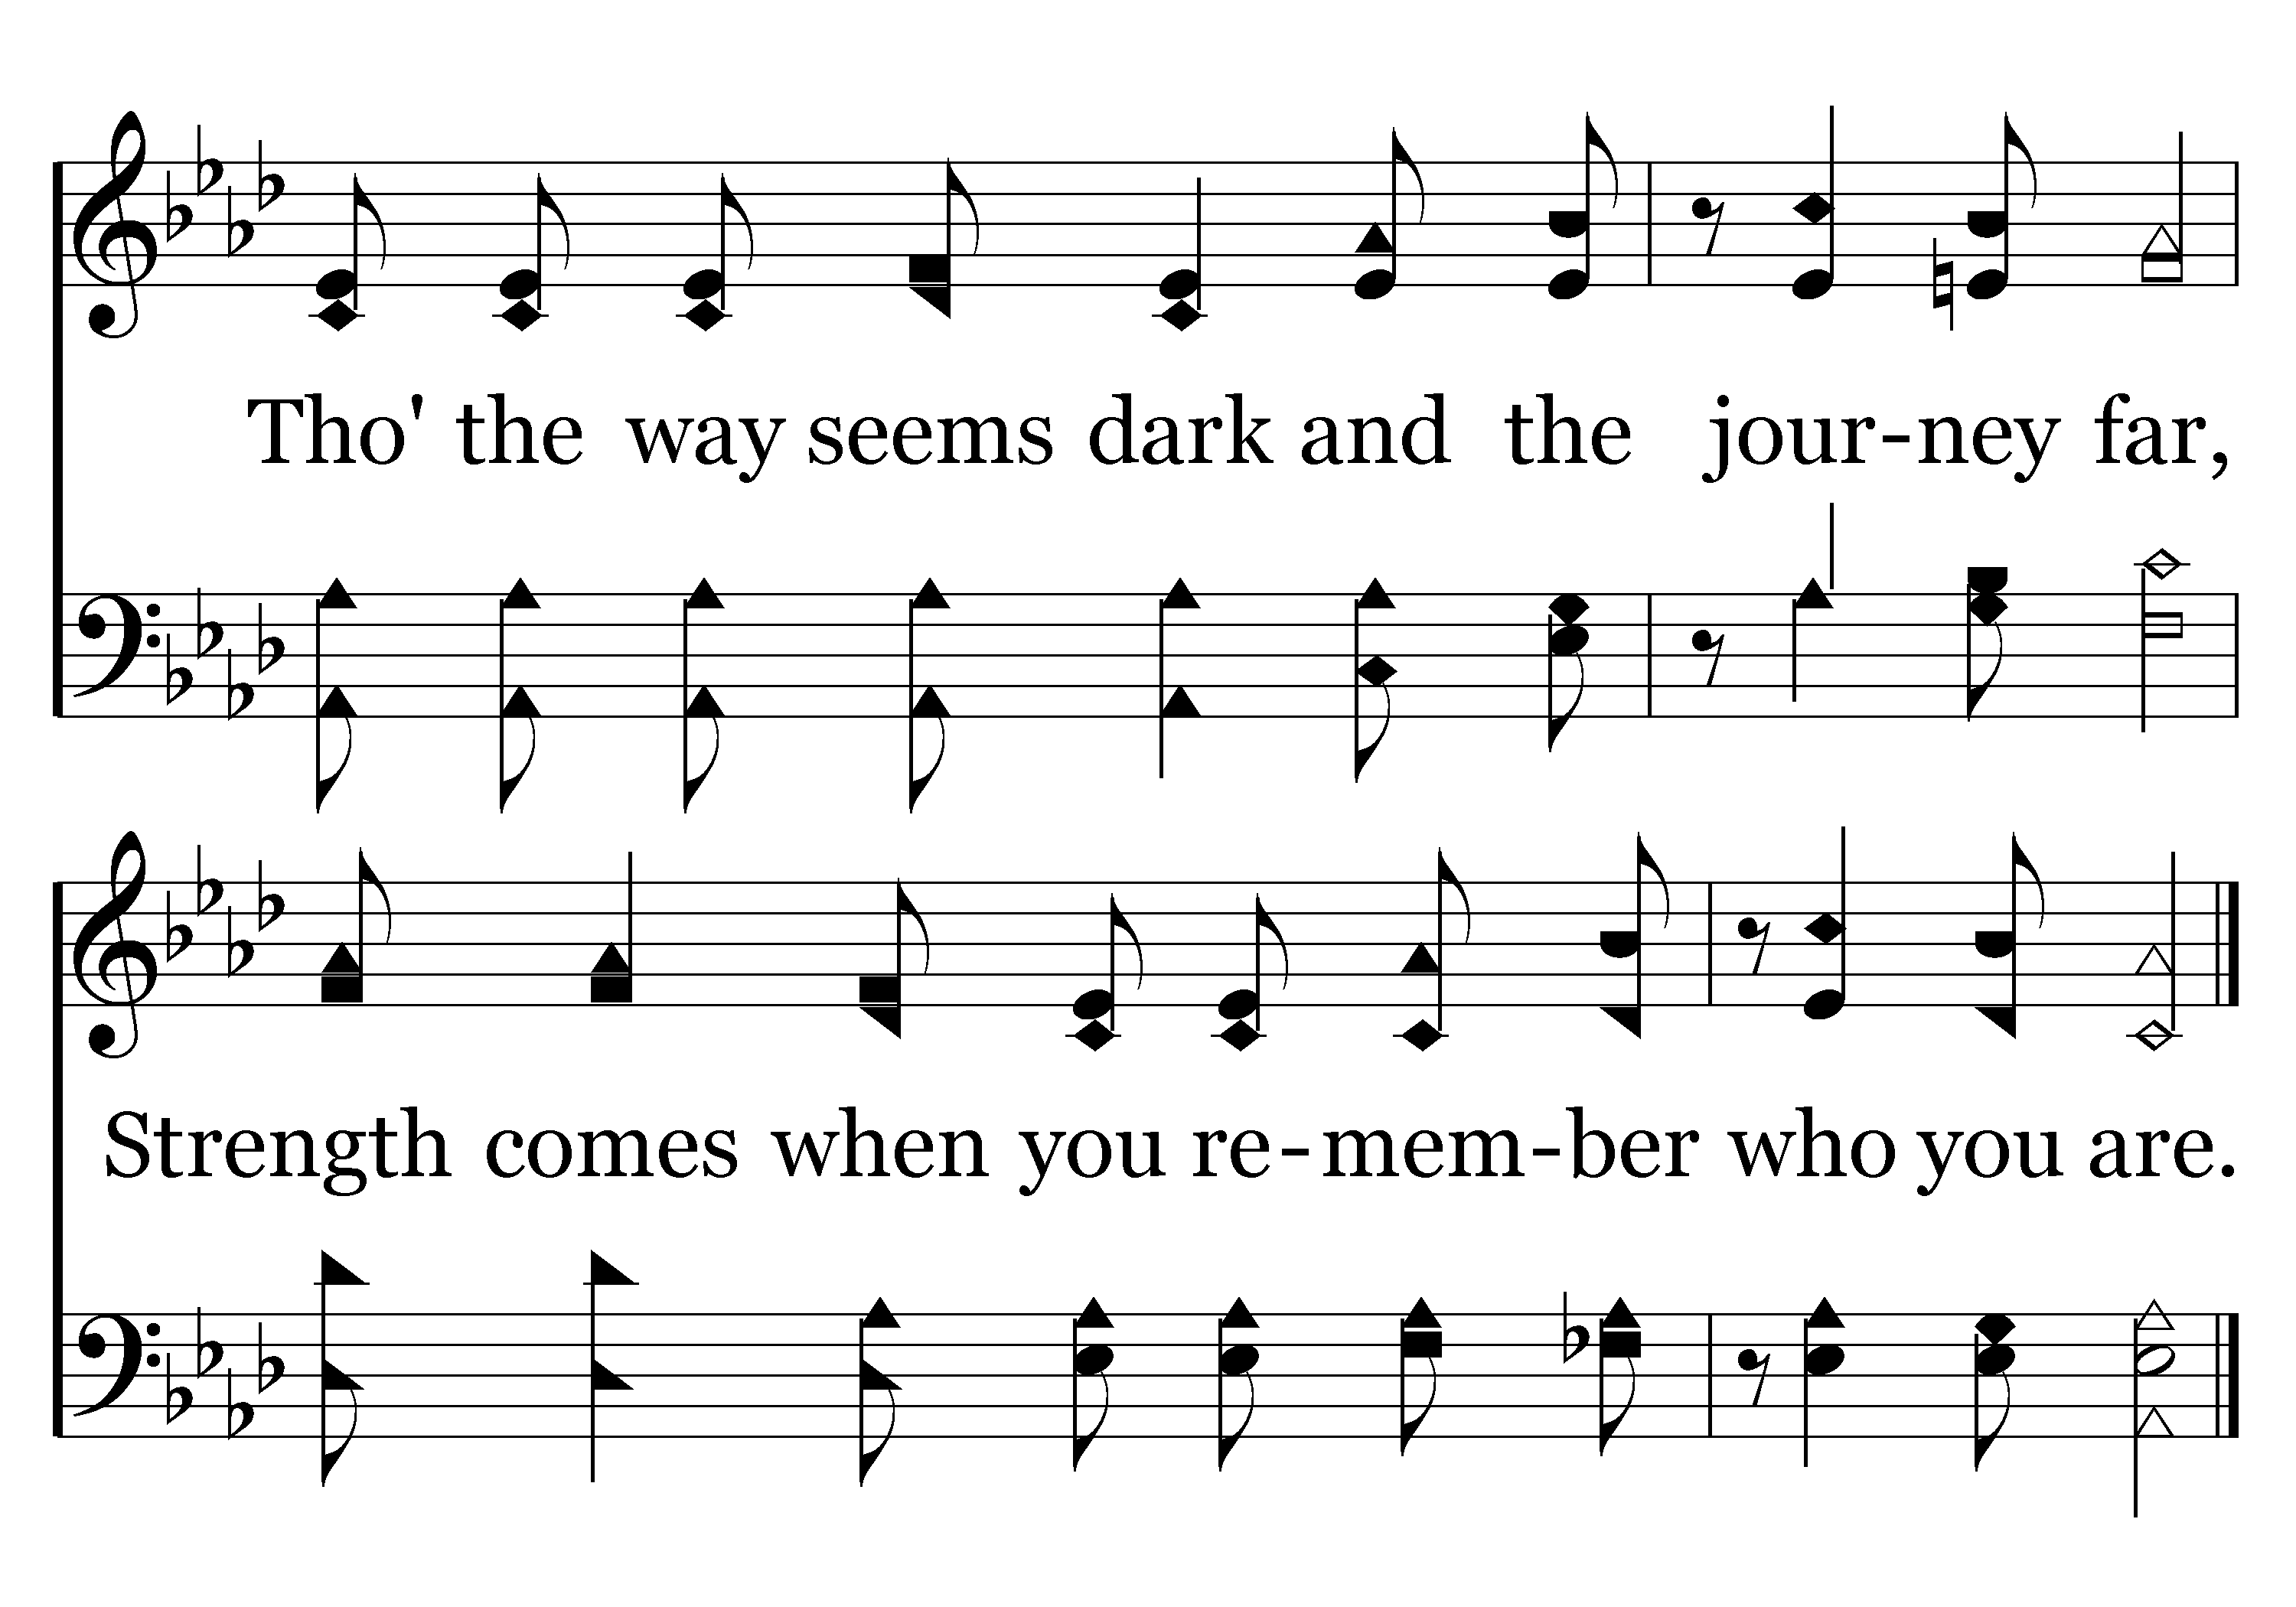 Tho' the way seems dark and the jour-ney far,
Strength comes when you re-mem-ber who you are.